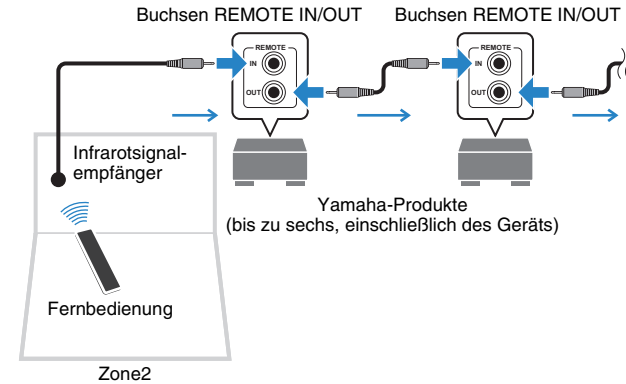 Buchsen REMOTE IN/OUT
Buchsen REMOTE IN/OUT
REMOTE
IN
OUT
REMOTE
IN
OUT
Infrarotsignal-
empfänger
Yamaha-Produkte
(bis zu sechs, einschließlich des Geräts)
Fernbedienung
Zone2